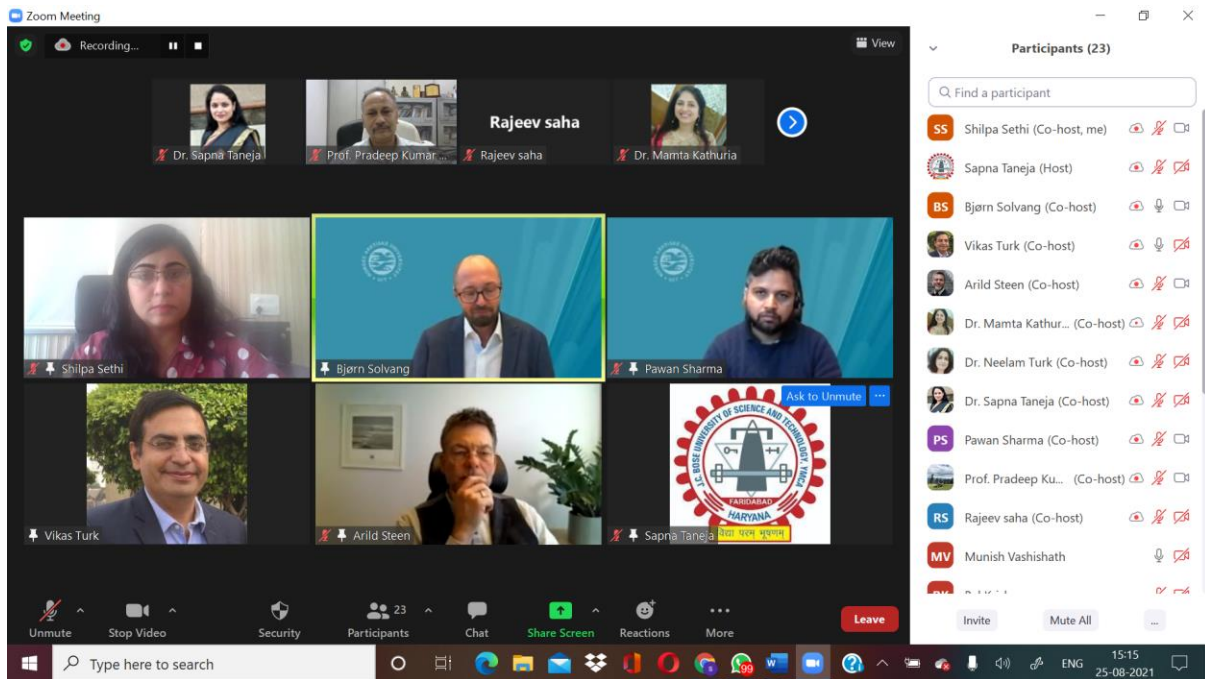 Zoom Meeting
Recording...
View
Rajeev saha
Dr. Sapna Taneja
Prof. Pradeep Kumar ...
Rajeev saha
Dr. Mamta Kathuria
Shilpa Sethi
Bjørn Solvang
Pawan Sharma
Ask to Unmute
...
Vikas Turk
Arild Steen
Sapna Taneja
J.C. BOSE UNIVERSITY OF SCIENCE AND TECHNOLOGY, YMCA
FARIDABAD
HARYANA
विद्या परम भूषणम
Unmute
Stop Video
Security
23
Participants
Chat
Share Screen
Reactions
More
Leave
Participants (23)
Find a participant
SS Shilpa Sethi (Co-host, me)
Sapna Taneja (Host)
BS Bjørn Solvang (Co-host)
Vikas Turk (Co-host)
Arild Steen (Co-host)
Dr. Mamta Kathur... (Co-host)
Dr. Neelam Turk (Co-host)
Dr. Sapna Taneja (Co-host)
PS Pawan Sharma (Co-host)
Prof. Pradeep Ku... (Co-host)
RS Rajeev saha (Co-host)
MV Munish Vashishath
Invite
Mute All
...
Type here to search
99
ENG
15:15
25-08-2021